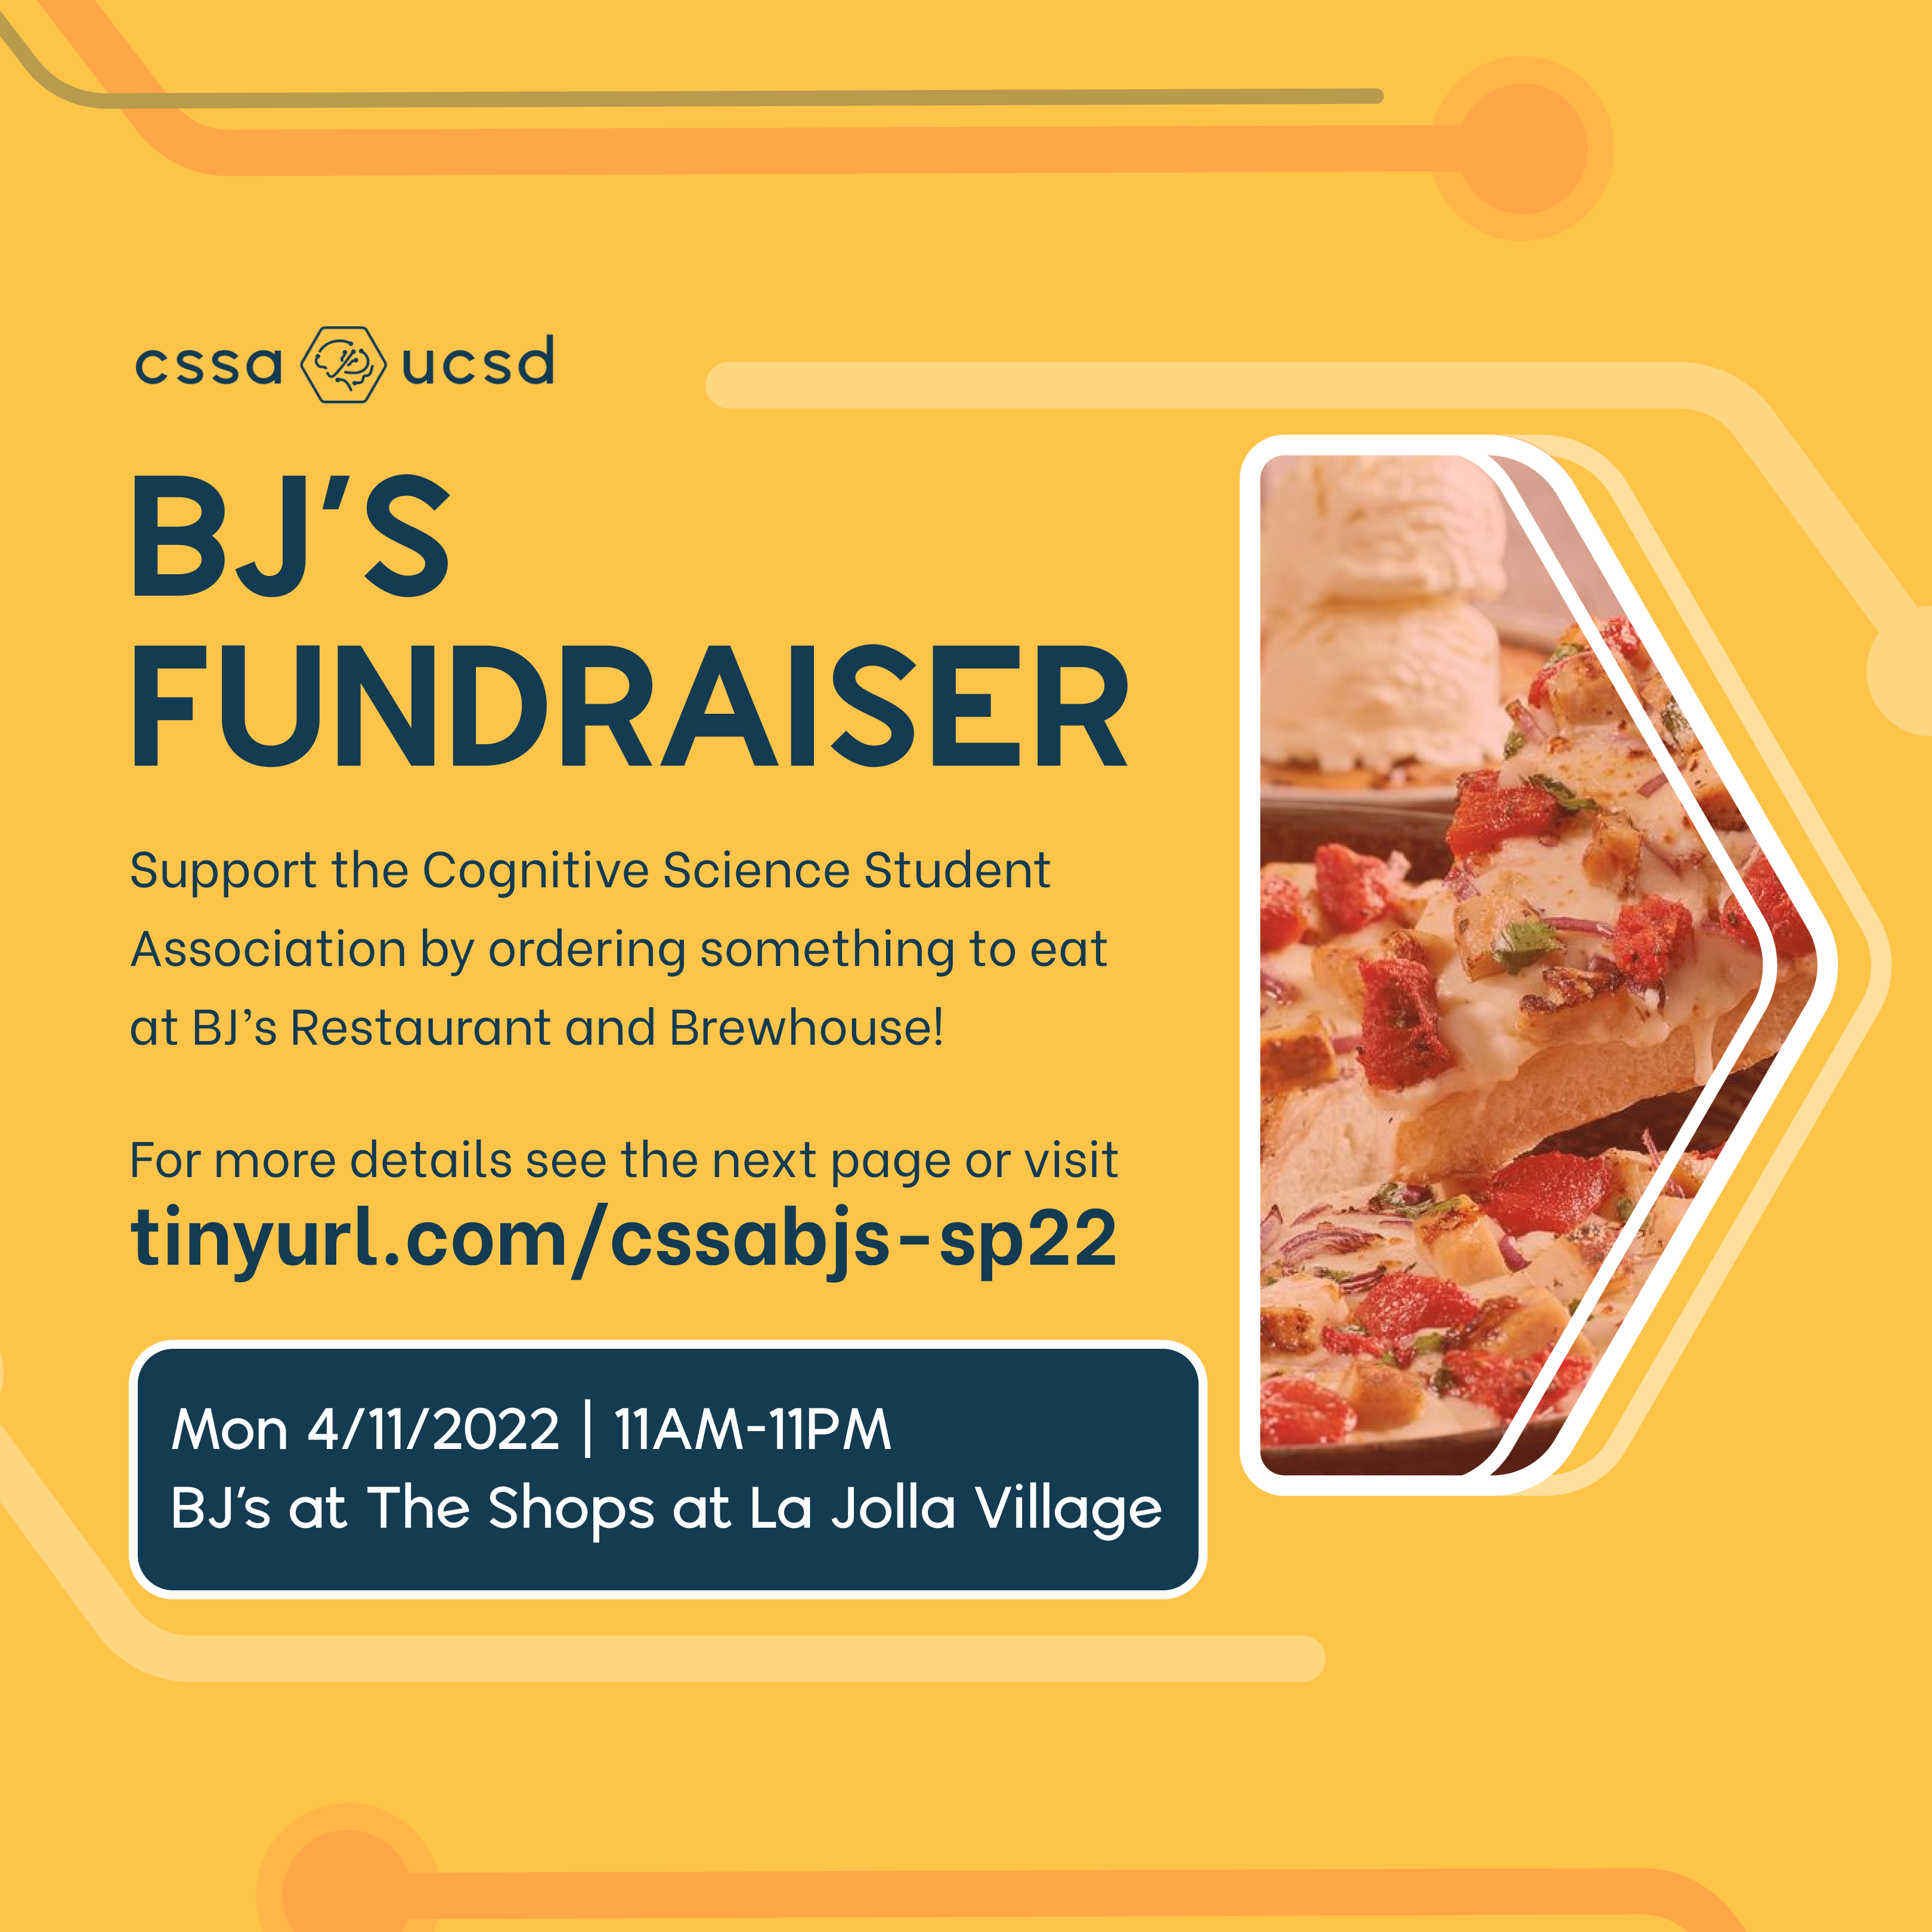 cssa ucsd
BJ'S
FUNDRAISER
Support the Cognitive Science Student
Association by ordering something to eat
at BJ's Restaurant and Brewhouse!
For more details see the next page or visit
tinyurl.com/cssabjs-sp22
Mon 4/11/2022 | 11AM-11PM
BJ's at The Shops at La Jolla Village